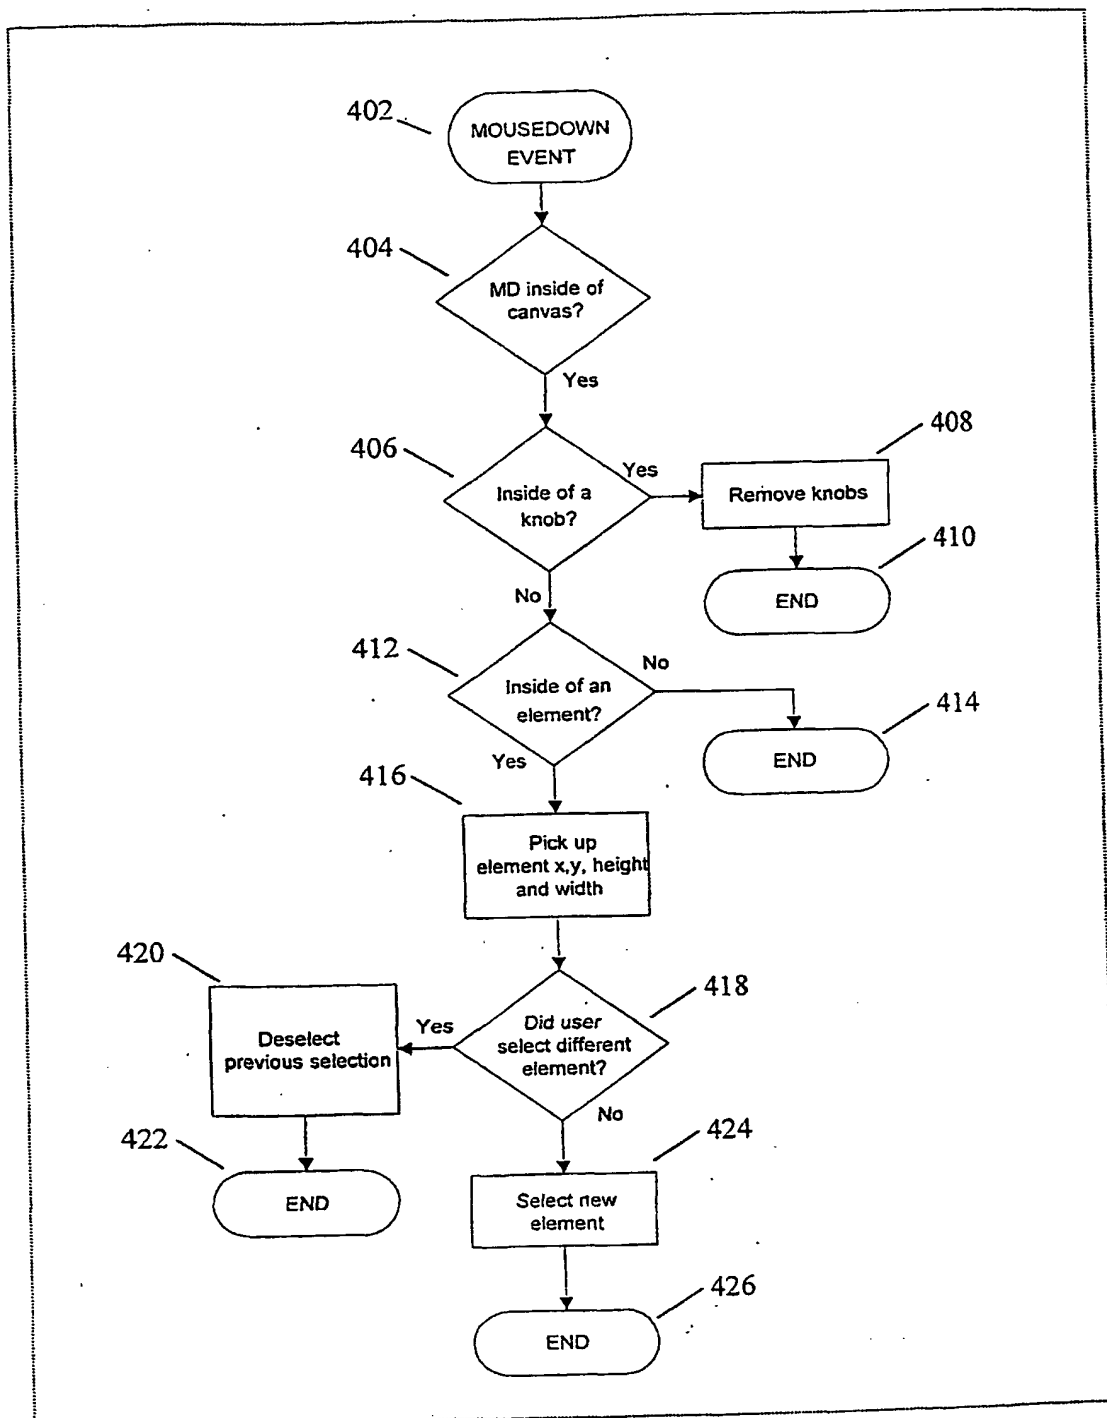 402
MOUSEDOWN
EVENT
404
MD inside of
canvas?
Yes
406
Inside of a
knob?
Yes
408
Remove knobs
410
END
No
412
Inside of an
element?
No
414
END
Yes
416
Pick up
element x,y, height
and width
418
Did user
select different
element?
Yes
420
Deselect
previous selection
422
END
No
424
Select new
element
426
END